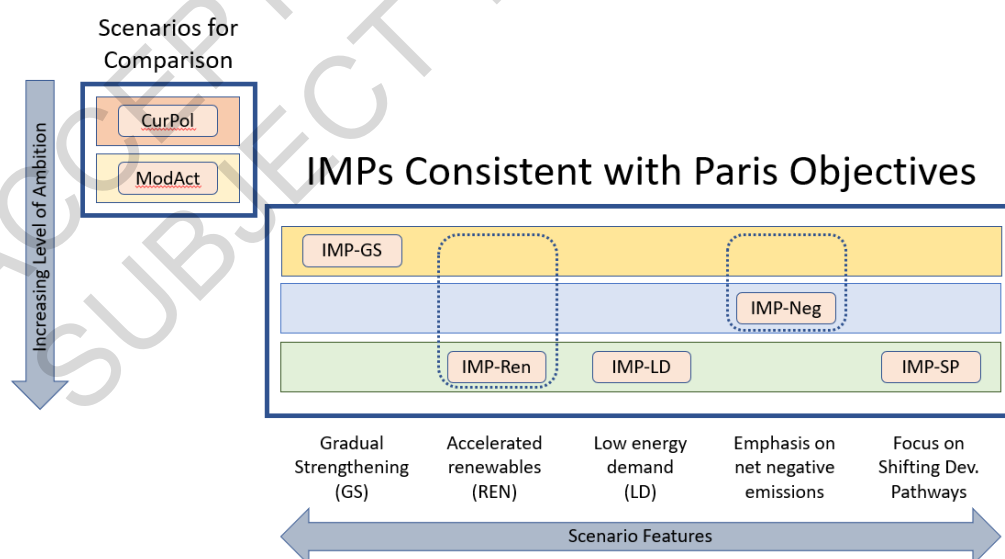 Scenarios for
Comparison
CurPol
ModAct
Increasing Level of Ambition
IMPs Consistent with Paris Objectives
IMP-GS
IMP-Neg
IMP-Ren
IMP-LD
IMP-SP
Gradual
Strengthening
(GS)
Accelerated
renewables
(REN)
Low energy
demand
(LD)
Emphasis on
net negative
emissions
Focus on
Shifting Dev.
Pathways
Scenario Features
ACCEPT
SUBJECT